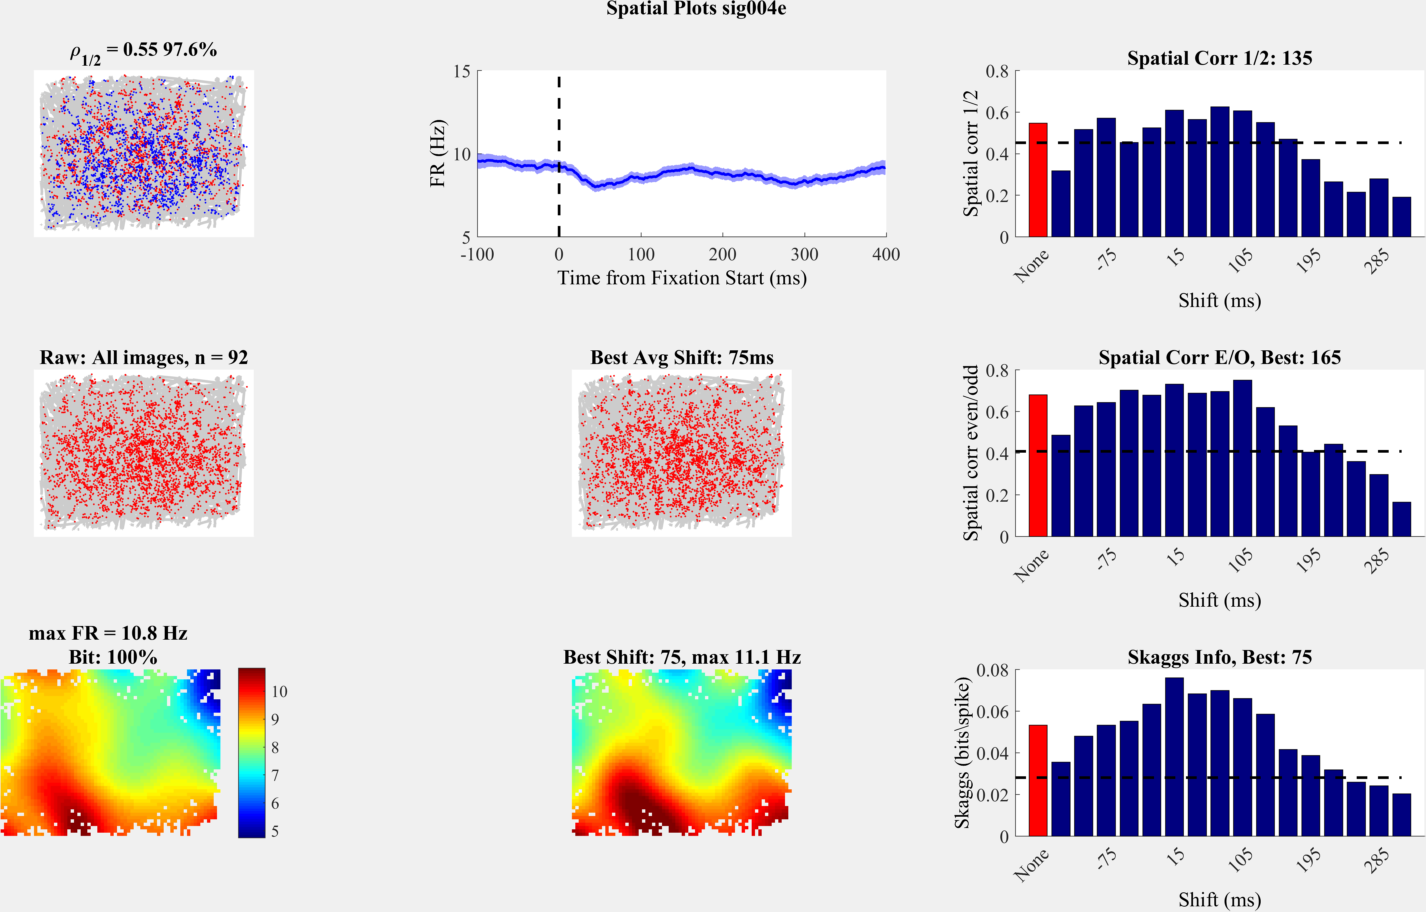 Spatial Plots sig004e
ρ1/2 = 0.55 97.6%
15
10
5
FR (Hz)
-100
0
100
200
300
400
Time from Fixation Start (ms)
Spatial Corr 1/2: 135
0.8
0.6
0.4
0.2
0
Spatial corr 1/2
None
-75
15
105
195
285
Shift (ms)
Raw: All images, n = 92
Best Avg Shift: 75ms
Spatial Corr E/O, Best: 165
0.8
0.6
0.4
0.2
0
Spatial corr even/odd
None
-75
15
105
195
285
Shift (ms)
max FR = 10.8 Hz
Bit: 100%
10
9
8
7
6
5
Best Shift: 75, max 11.1 Hz
Skaggs Info, Best: 75
0.08
0.06
0.04
0.02
0
Skaggs (bits\spike)
None
-75
15
105
195
285
Shift (ms)